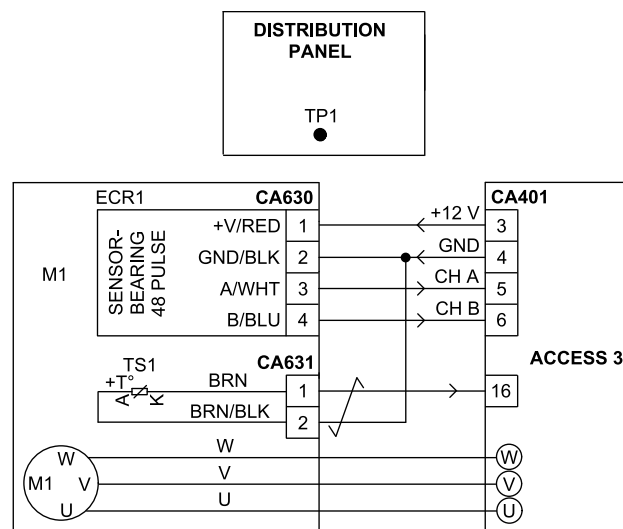 DISTRIBUTION
PANEL
TP1
ECR1
CA630
CA401
SENSOR-
BEARING
48 PULSE
M1
+V/RED 1
+12 V 3
GND/BLK 2
GND 4
A/WHT 3
CH A 5
B/BLU 4
CH B 6
CA631
ACCESS 3
TS1
+T°
A K
BRN 1
16
BRN/BLK 2
M1
W W W
V V V
U U U